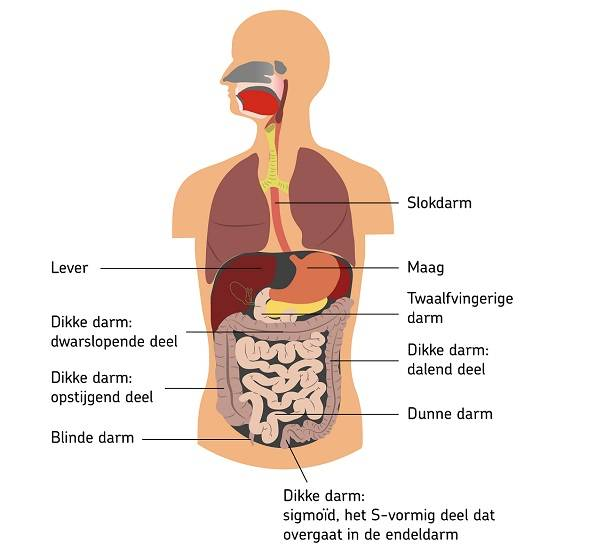 Slokdarm
Lever
Maag
Twaalfvingerige
darm
Dikke darm:
dwarslopende deel
Dikke darm:
dalend deel
Dikke darm:
opstijgend deel
Dunne darm
Blinde darm
Dikke darm:
sigmoïd, het S-vormig deel dat
overgaat in de endeldarm